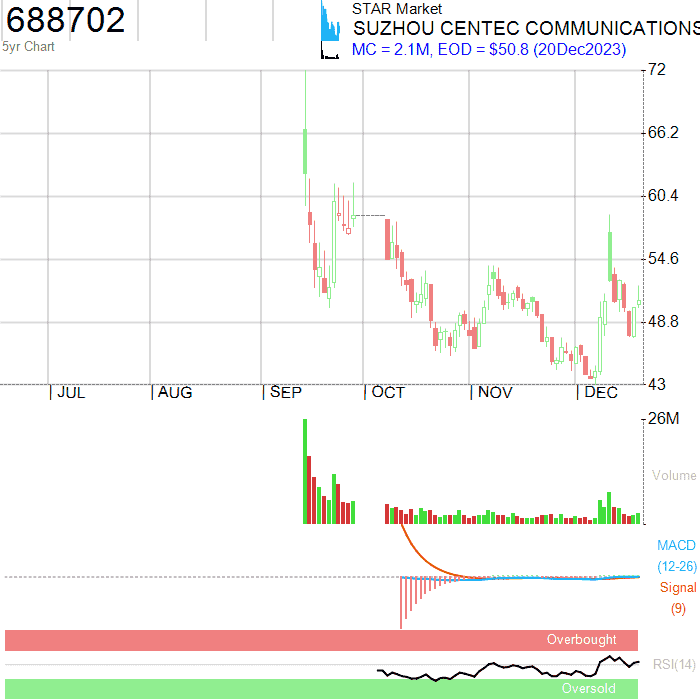 688702
5yr Chart
STAR Market
SUZHOU CENTEC COMMUNICATIONS
MC = 2.1M, EOD = $50.8 (20Dec2023)
72
66.2
60.4
54.6
48.8
43
JUL
AUG
SEP
OCT
NOV
DEC
26M
Volume
MACD
(12-26)
Signal
(9)
Overbought
RSI(14)
Oversold